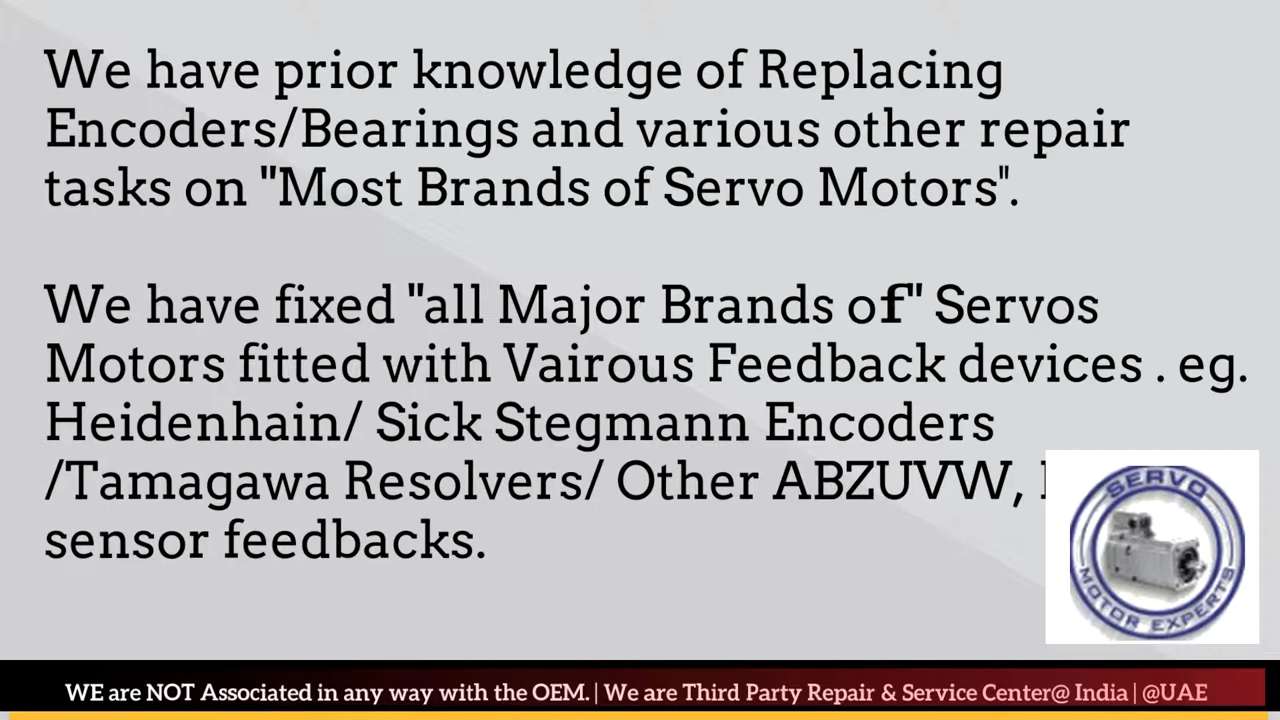 We have prior knowledge of Replacing
Encoders/Bearings and various other repair
tasks on "Most Brands of Servo Motors".
We have fixed "all Major Brands of" Servos
Motors fitted with Vairous Feedback devices . eg.
Heidenhain/ Sick Stegmann Encoders
/Tamagawa Resolvers/ Other ABZUVW,
sensor feedbacks.
SERVO
MOTOR EXPERTS
WE are NOT Associated in any way with the OEM. | We are Third Party Repair & Service Center@ India | @UAE